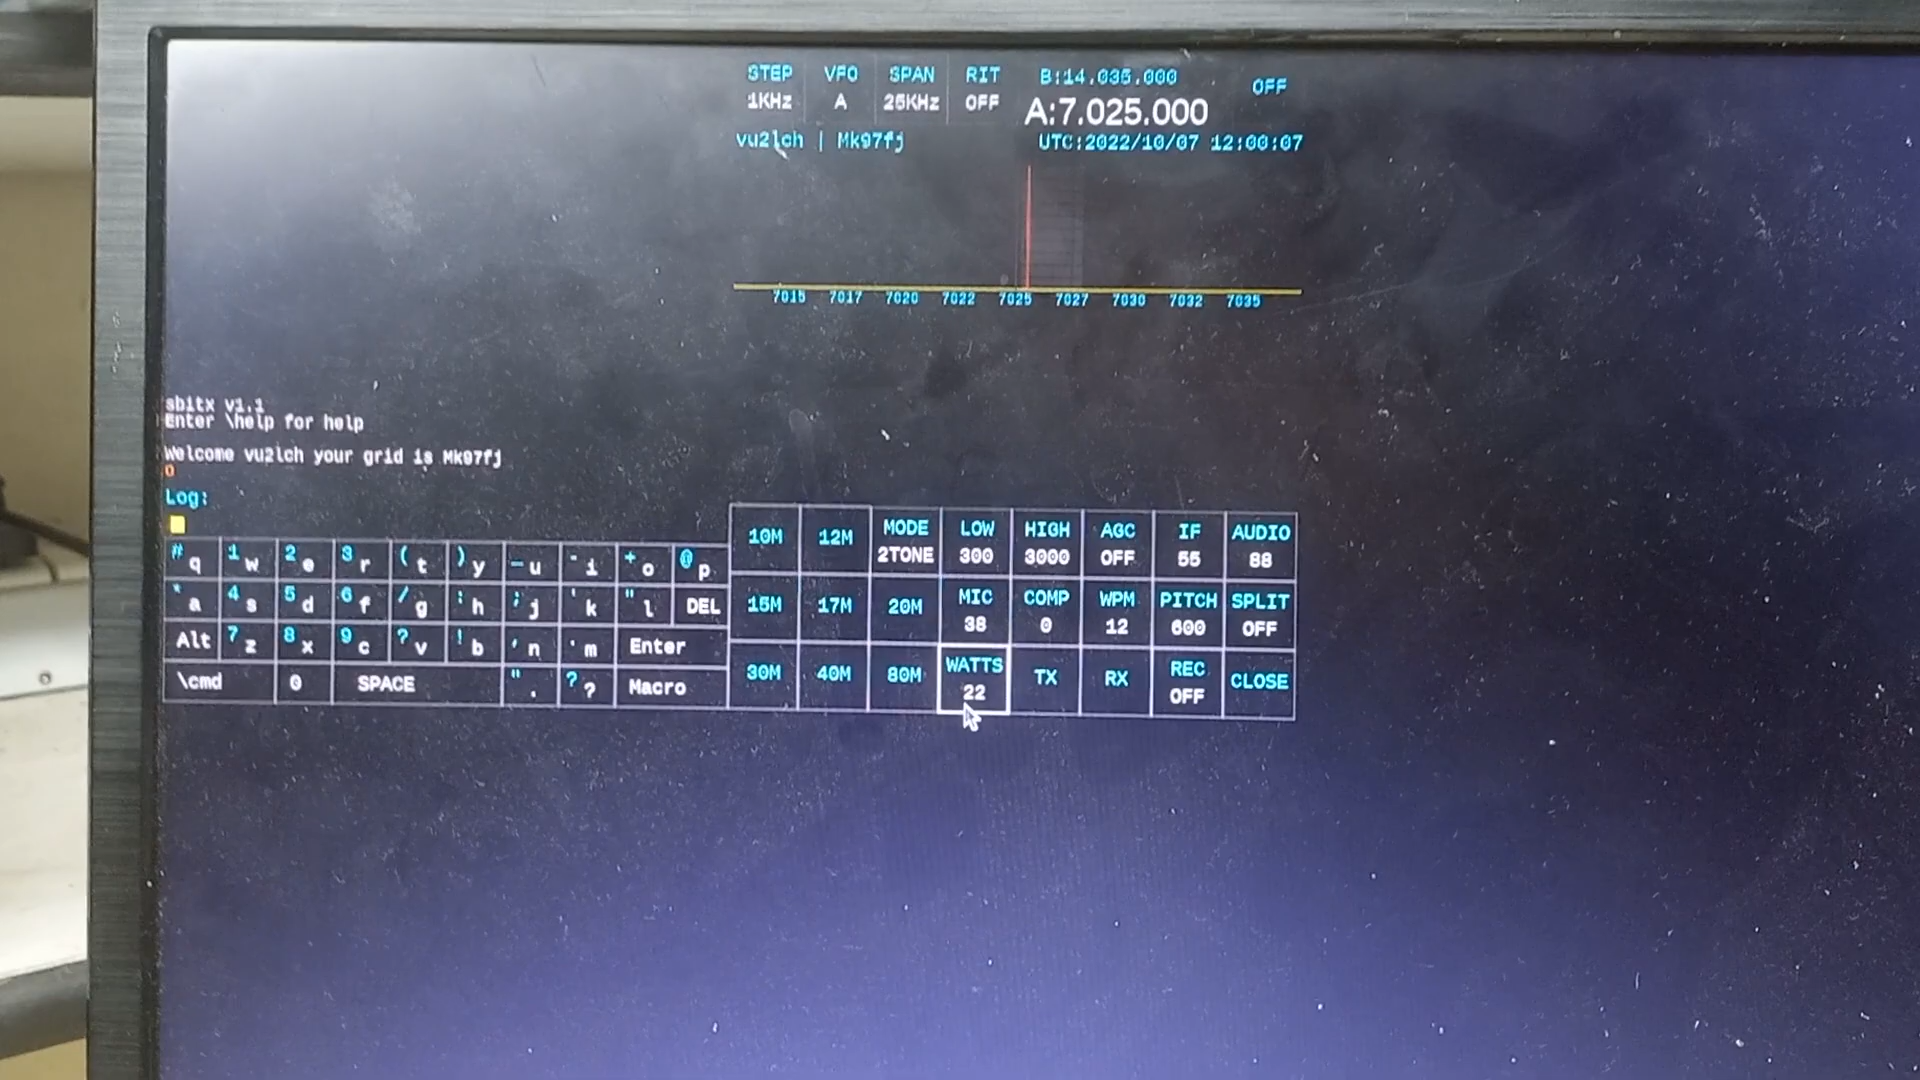 STEP VFO SPAN RIT B:14.035.000 OFF
1KHz A 25KHz OFF A:7.025.000
vu2lch | Mk97fj UTC:2022/10/07 12:00:07
7015 7017 7020 7022 7025 7027 7030 7032 7035
sbitx v1.1
Enter \help for help
Welcome vu2lch your grid is Mk97fj
0
Log:
10M 12M MODE LOW HIGH AGC IF AUDIO
2TONE 300 3000 OFF 55 88
# q 1 w 2 e 3 r ( t ) y _ u - i + o @ p
15M 17M 20M MIC COMP WPM PITCH SPLIT
38 0 12 600 OFF
* a 4 s 5 d 6 f / g : h ; j ' k " l DEL
Alt 7 z 8 x 9 c ? v ! b , n . m Enter
30M 40M 80M WATTS TX RX REC CLOSE
22 OFF
\cmd 0 SPACE " . ? ? Macro